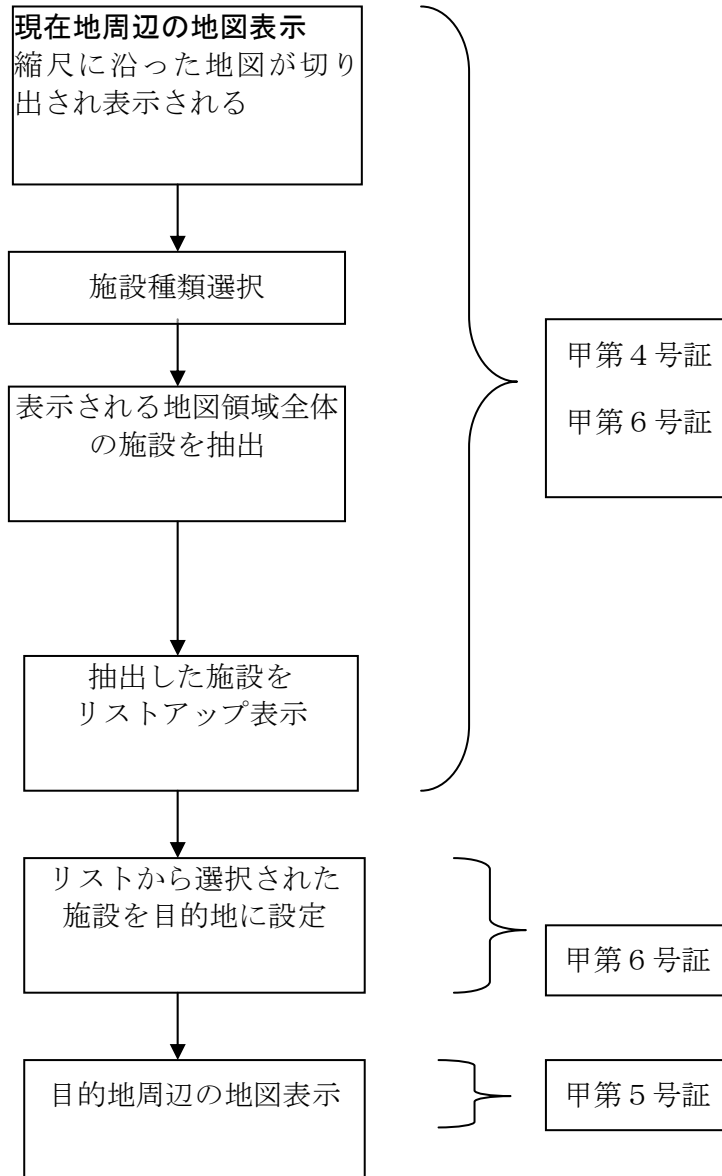 現在地周辺の地図表示
縮尺に沿った地図が切り
出され表示される
施設種類選択
表示される地図領域全体
の施設を抽出
抽出した施設を
リストアップ表示
甲第４号証
甲第６号証
リストから選択された
施設を目的地に設定
甲第６号証
目的地周辺の地図表示
甲第５号証